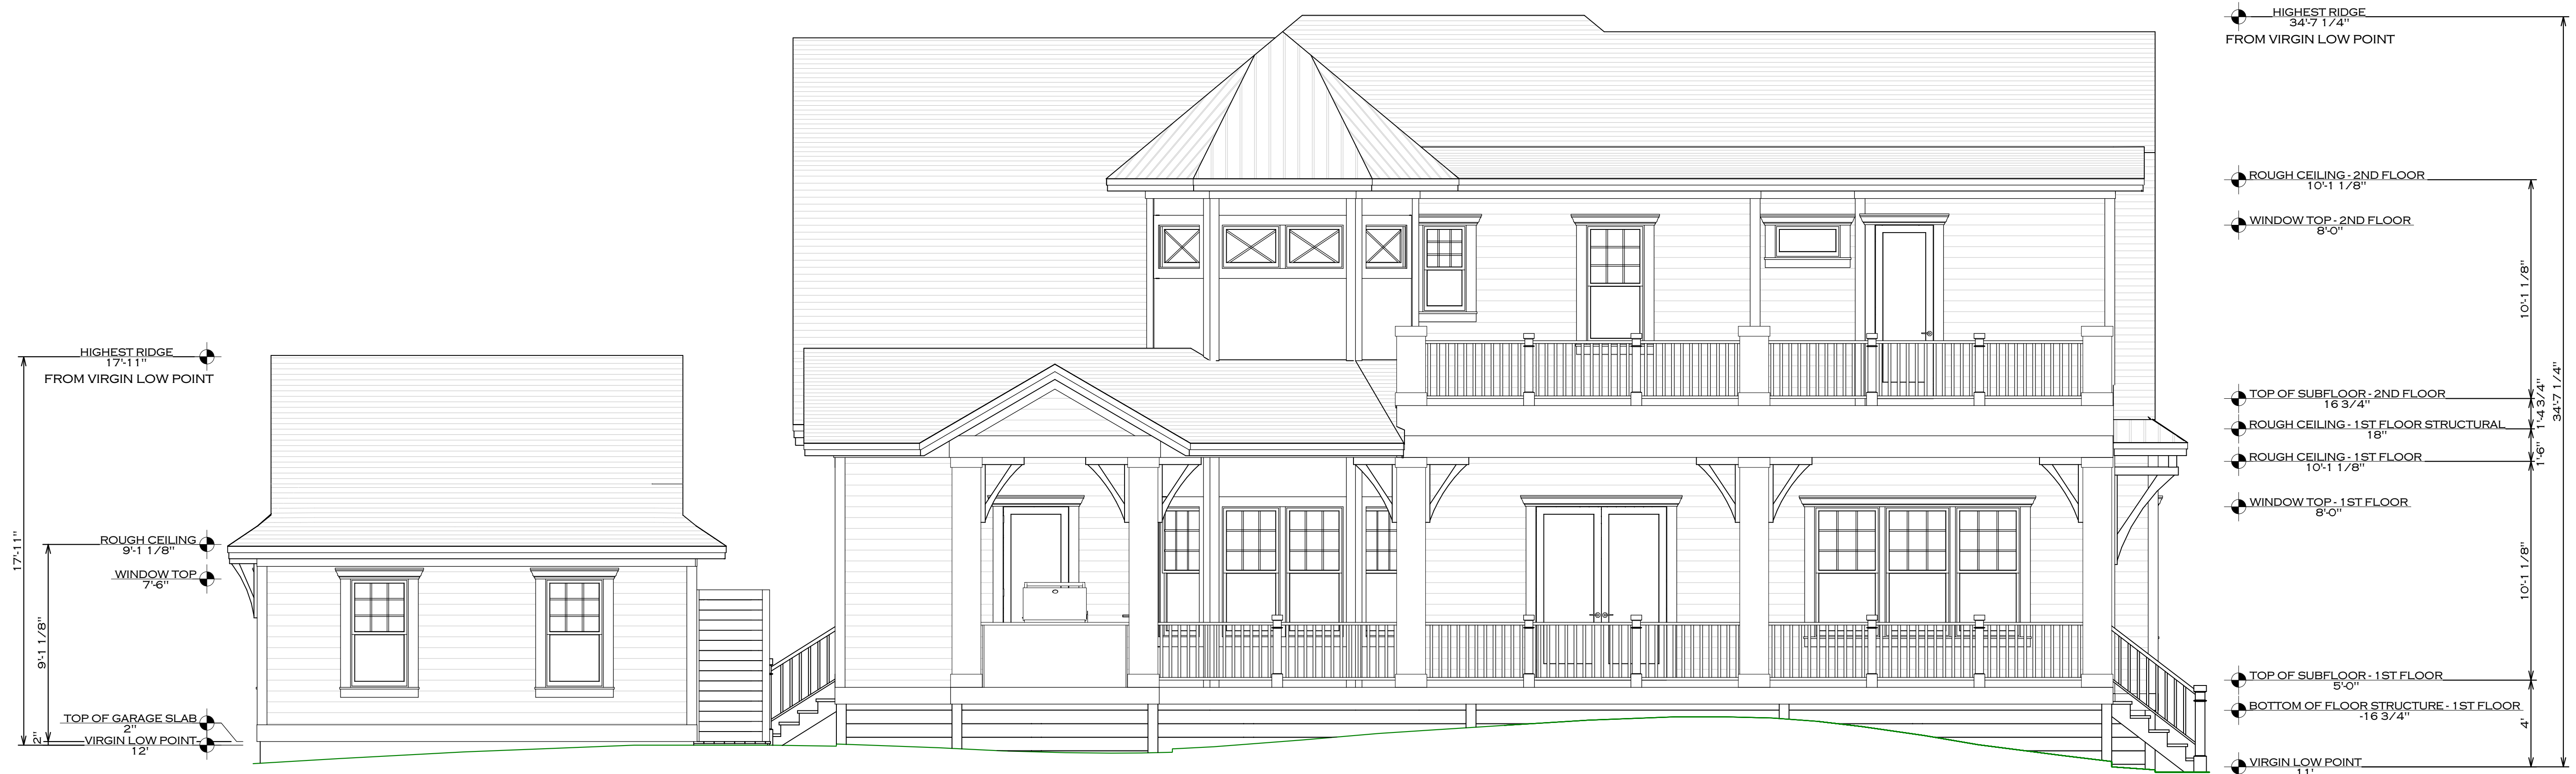 HIGHEST RIDGE
17'-11"
FROM VIRGIN LOW POINT
ROUGH CEILING
9'-1 1/8"
WINDOW TOP
7'-6"
TOP OF GARAGE SLAB
2"
VIRGIN LOW POINT
12'
17'-11"
9'-1 1/8"
2"
HIGHEST RIDGE
34'-7 1/4"
FROM VIRGIN LOW POINT
ROUGH CEILING - 2ND FLOOR
10'-1 1/8"
WINDOW TOP - 2ND FLOOR
8'-0"
TOP OF SUBFLOOR - 2ND FLOOR
16 3/4"
ROUGH CEILING - 1ST FLOOR STRUCTURAL
18"
ROUGH CEILING - 1ST FLOOR
10'-1 1/8"
WINDOW TOP - 1ST FLOOR
8'-0"
TOP OF SUBFLOOR - 1ST FLOOR
5'-0"
BOTTOM OF FLOOR STRUCTURE - 1ST FLOOR
-16 3/4"
VIRGIN LOW POINT
11'
10'-1 1/8"
1'-4 3/4"
1'-6"
10'-1 1/8"
4'
34'-7 1/4"